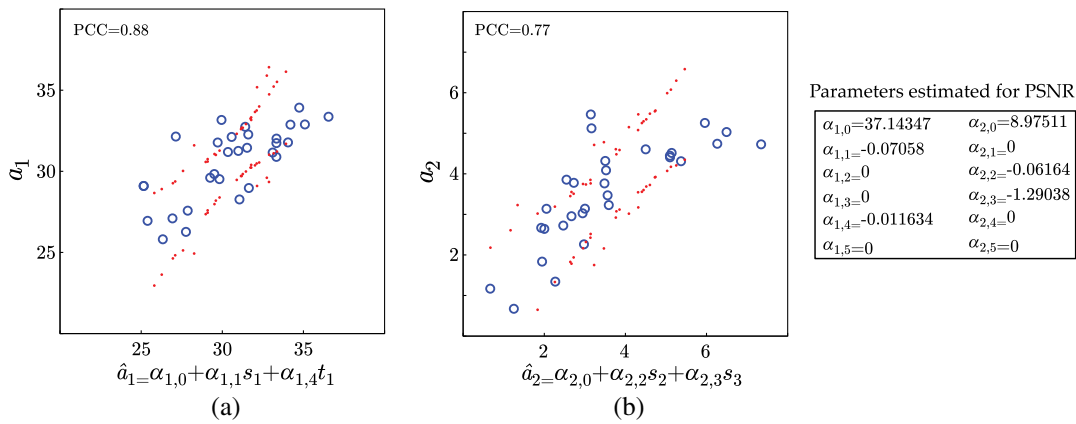 PCC=0.88
a₁
35
30
25
25 30 35
â₁₌α₁,₀+α₁,₁s₁+α₁,₄t₁
(a)
PCC=0.77
a₂
6
4
2
2 4 6
â₂₌α₂,₀+α₂,₂s₂+α₂,₃s₃
(b)
Parameters estimated for PSNR
α₁,₀=37.14347 α₂,₀=8.97511
α₁,₁=-0.07058 α₂,₁=0
α₁,₂=0 α₂,₂=-0.06164
α₁,₃=0 α₂,₃=-1.29038
α₁,₄=-0.011634 α₂,₄=0
α₁,₅=0 α₂,₅=0